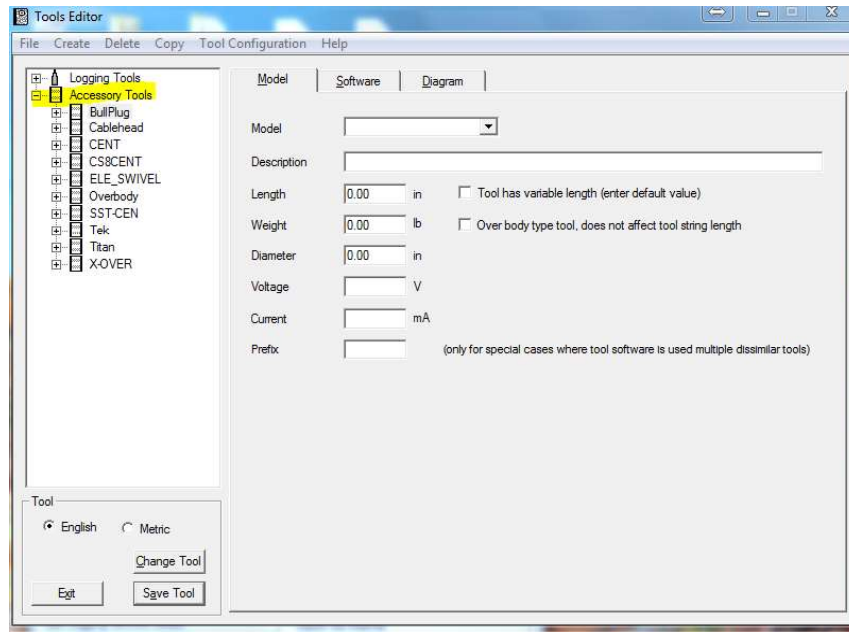 Tools Editor
File Create Delete Copy Tool Configuration Help
Logging Tools
Accessory Tools
BullPlug
Cablehead
CENT
CS8CENT
ELE_SWIVEL
Overbody
SST-CEN
Tek
Titan
X-OVER
Tool
English Metric
Change Tool
Exit Save Tool
Model Software Diagram
Model
Description
Length 0.00 in Tool has variable length (enter default value)
Weight 0.00 lb Over body type tool, does not affect tool string length
Diameter 0.00 in
Voltage V
Current mA
Prefix (only for special cases where tool software is used multiple dissimilar tools)